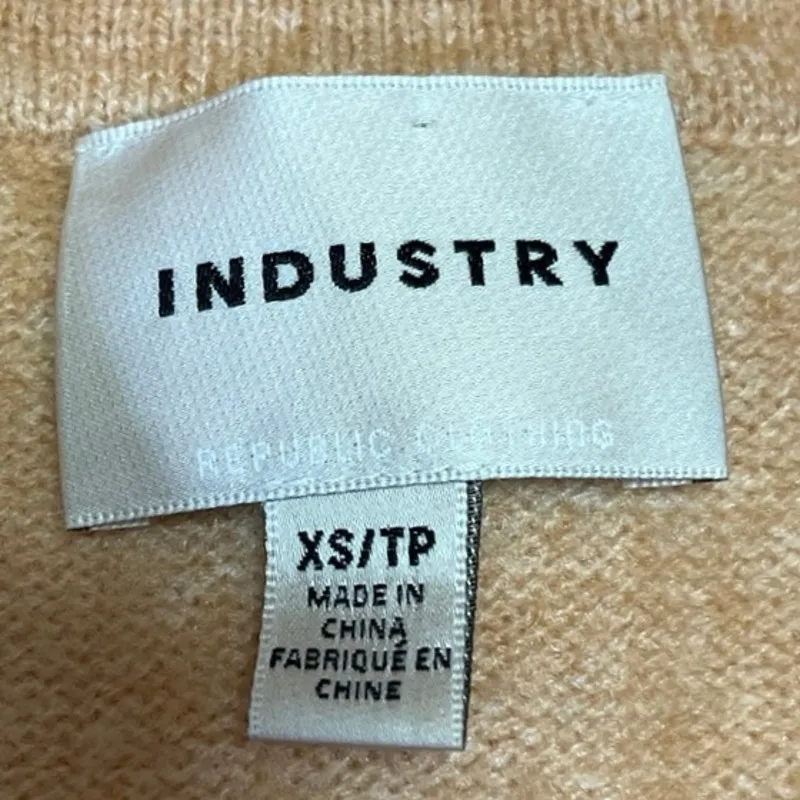 INDUSTRY
REPUBLIC CLOTHING
XS/TP
MADE IN
CHINA
FABRIQUÉ EN
CHINE